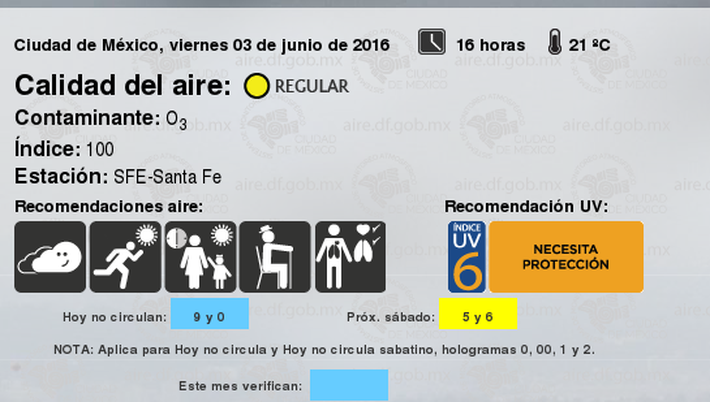 Ciudad de México, viernes 03 de junio de 2016 16 horas 21 ºC
Calidad del aire: REGULAR
Contaminante: O3
Índice: 100
Estación: SFE-Santa Fe
Recomendaciones aire: Recomendación UV:
ÍNDICE
UV
6
NECESITA
PROTECCIÓN
Hoy no circulan: 9 y 0 Próx. sábado: 5 y 6
NOTA: Aplica para Hoy no circula y Hoy no circula sabatino, hologramas 0, 00, 1 y 2.
Este mes verifican:
aire.df.gob.mx
CIUDAD
DE MÉXICO